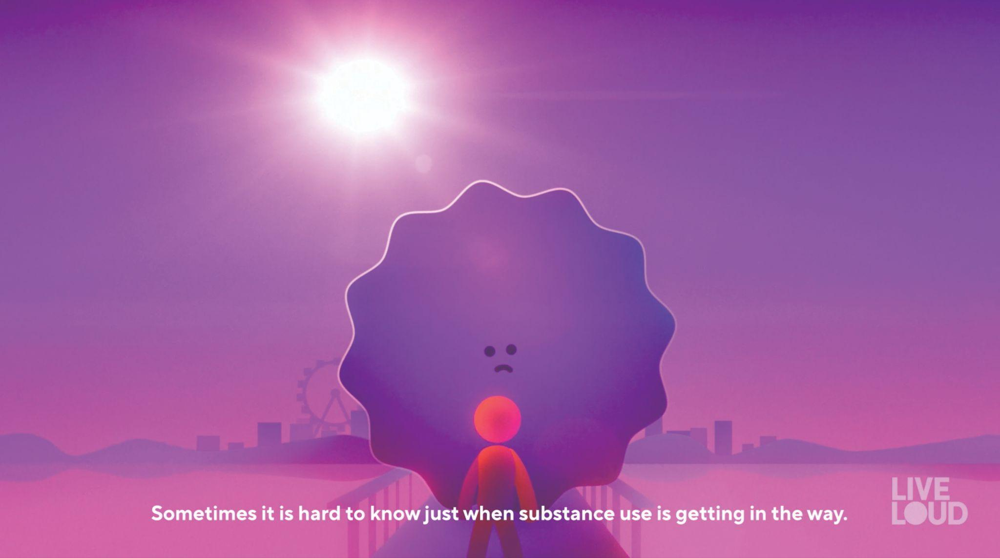 Sometimes it is hard to know just when substance use is getting in the way.
LIVE
LOUD